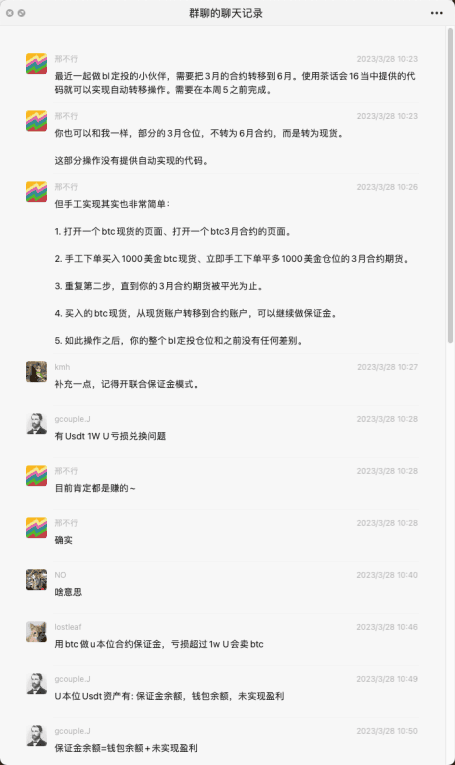 群聊的聊天记录
邢不行
2023/3/28 10:23
最近一起做bl定投的小伙伴，需要把3月的合约转移到6月。使用茶话会16当中提供的代
码就可以实现自动转移操作。需要在本周5之前完成。
邢不行
2023/3/28 10:23
你也可以和我一样，部分的3月仓位，不转为6月合约，而是转为现货。
这部分操作没有提供自动实现的代码。
邢不行
2023/3/28 10:26
但手工实现其实也非常简单：
1. 打开一个btc现货的页面、打开一个btc3月合约的页面。
2. 手工下单买入1000美金btc现货、立即手工下单平多1000美金仓位的3月合约期货。
3. 重复第二步，直到你的3月合约期货被平光为止。
4. 买入的btc现货，从现货账户转移到合约账户，可以继续做保证金。
5. 如此操作之后，你的整个bl定投仓位和之前没有任何差别。
kmh
2023/3/28 10:27
补充一点，记得开联合保证金模式。
gcouple.J
2023/3/28 10:28
有Usdt 1W U亏损兑换问题
邢不行
2023/3/28 10:28
目前肯定都是赚的~
邢不行
2023/3/28 10:28
确实
NO
2023/3/28 10:40
啥意思
lostleaf
2023/3/28 10:46
用btc做u本位合约保证金，亏损超过1w U会卖btc
gcouple.J
2023/3/28 10:49
U本位Usdt资产有: 保证金余额，钱包余额，未实现盈利
gcouple.J
2023/3/28 10:50
保证金余额=钱包余额+未实现盈利